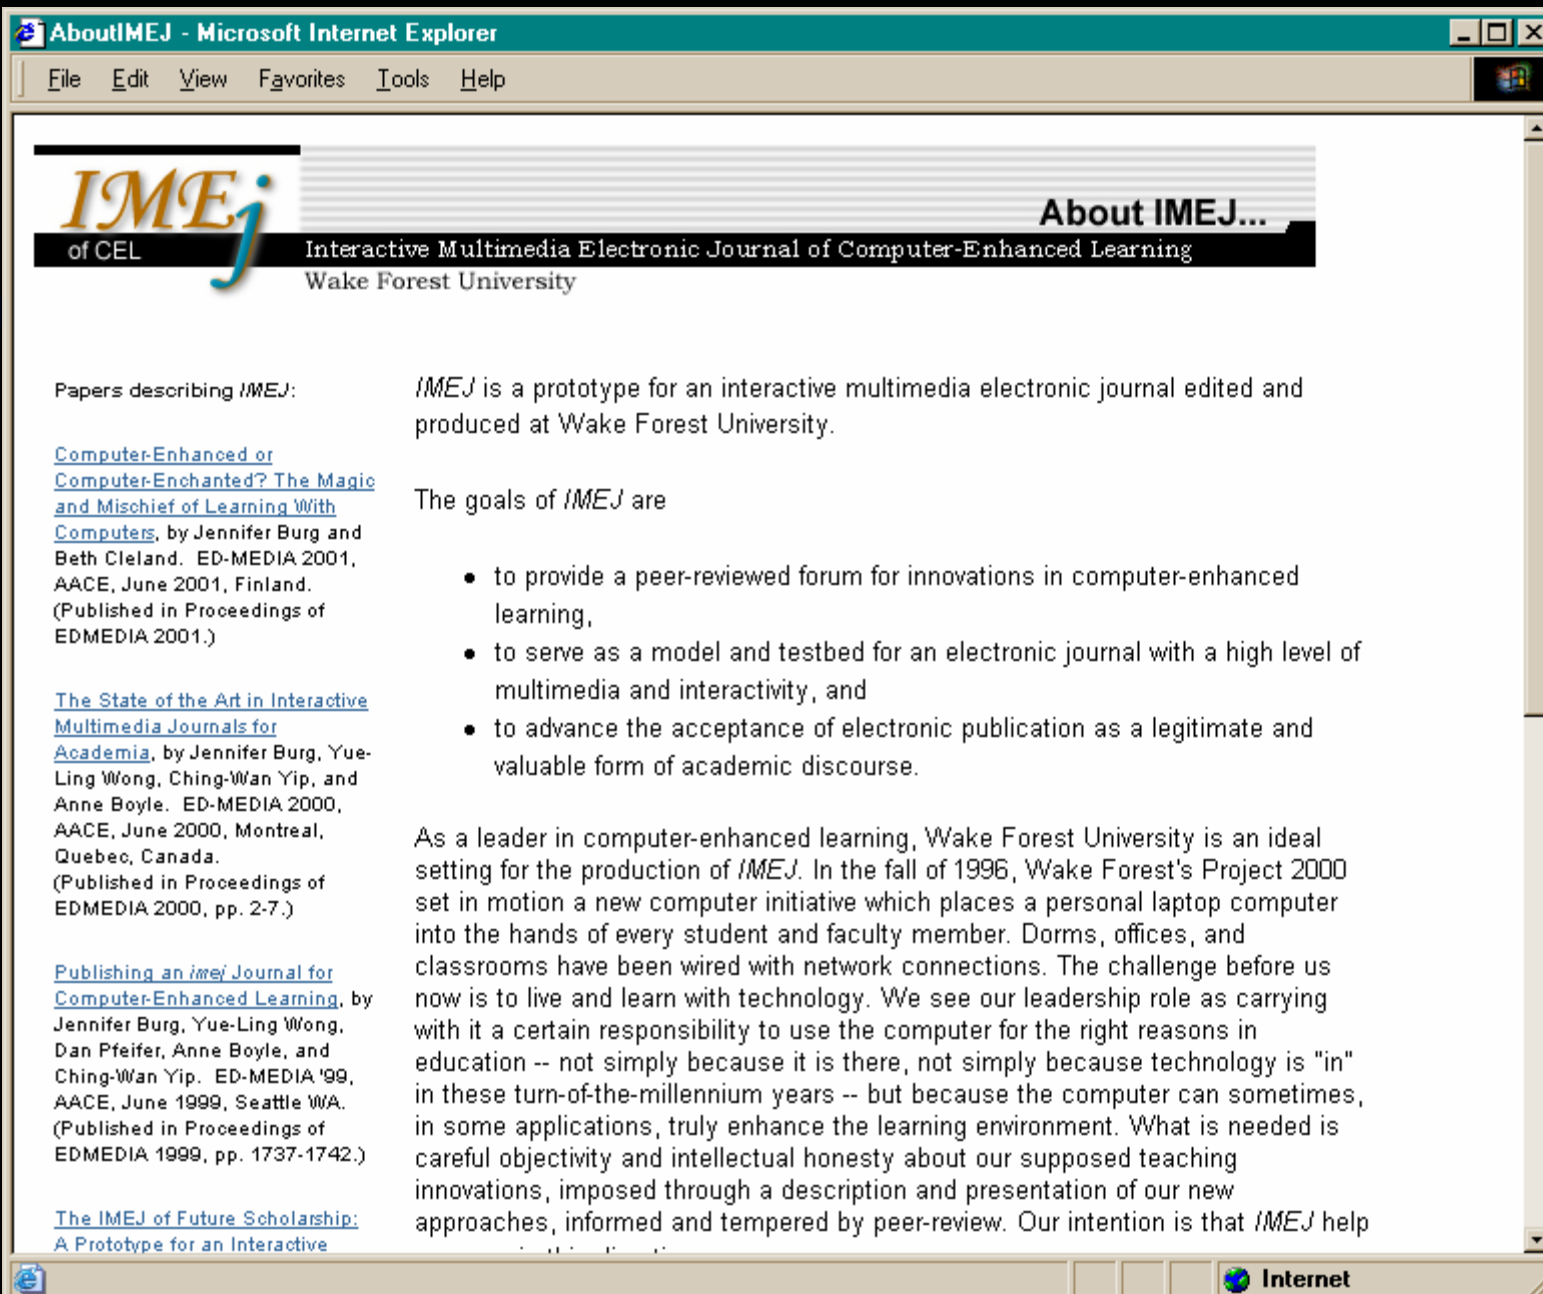 AboutIMEJ - Microsoft Internet Explorer
File Edit View Favorites Tools Help
IMEj
of CEL
About IMEJ...
Interactive Multimedia Electronic Journal of Computer-Enhanced Learning
Wake Forest University
Papers describing IMEJ:
Computer-Enhanced or
Computer-Enchanted? The Magic
and Mischief of Learning With
Computers, by Jennifer Burg and
Beth Cleland. ED-MEDIA 2001,
AACE, June 2001, Finland.
(Published in Proceedings of
EDMEDIA 2001.)
The State of the Art in Interactive
Multimedia Journals for
Academia, by Jennifer Burg, Yue-
Ling Wong, Ching-Wan Yip, and
Anne Boyle. ED-MEDIA 2000,
AACE, June 2000, Montreal,
Quebec, Canada.
(Published in Proceedings of
EDMEDIA 2000, pp. 2-7.)
Publishing an imej Journal for
Computer-Enhanced Learning, by
Jennifer Burg, Yue-Ling Wong,
Dan Pfeifer, Anne Boyle, and
Ching-Wan Yip. ED-MEDIA '99,
AACE, June 1999, Seattle WA.
(Published in Proceedings of
EDMEDIA 1999, pp. 1737-1742.)
The IMEJ of Future Scholarship:
A Prototype for an Interactive
IMEJ is a prototype for an interactive multimedia electronic journal edited and
produced at Wake Forest University.
The goals of IMEJ are
• to provide a peer-reviewed forum for innovations in computer-enhanced
learning,
• to serve as a model and testbed for an electronic journal with a high level of
multimedia and interactivity, and
• to advance the acceptance of electronic publication as a legitimate and
valuable form of academic discourse.
As a leader in computer-enhanced learning, Wake Forest University is an ideal
setting for the production of IMEJ. In the fall of 1996, Wake Forest's Project 2000
set in motion a new computer initiative which places a personal laptop computer
into the hands of every student and faculty member. Dorms, offices, and
classrooms have been wired with network connections. The challenge before us
now is to live and learn with technology. We see our leadership role as carrying
with it a certain responsibility to use the computer for the right reasons in
education -- not simply because it is there, not simply because technology is "in"
in these turn-of-the-millennium years -- but because the computer can sometimes,
in some applications, truly enhance the learning environment. What is needed is
careful objectivity and intellectual honesty about our supposed teaching
innovations, imposed through a description and presentation of our new
approaches, informed and tempered by peer-review. Our intention is that IMEJ help
Internet